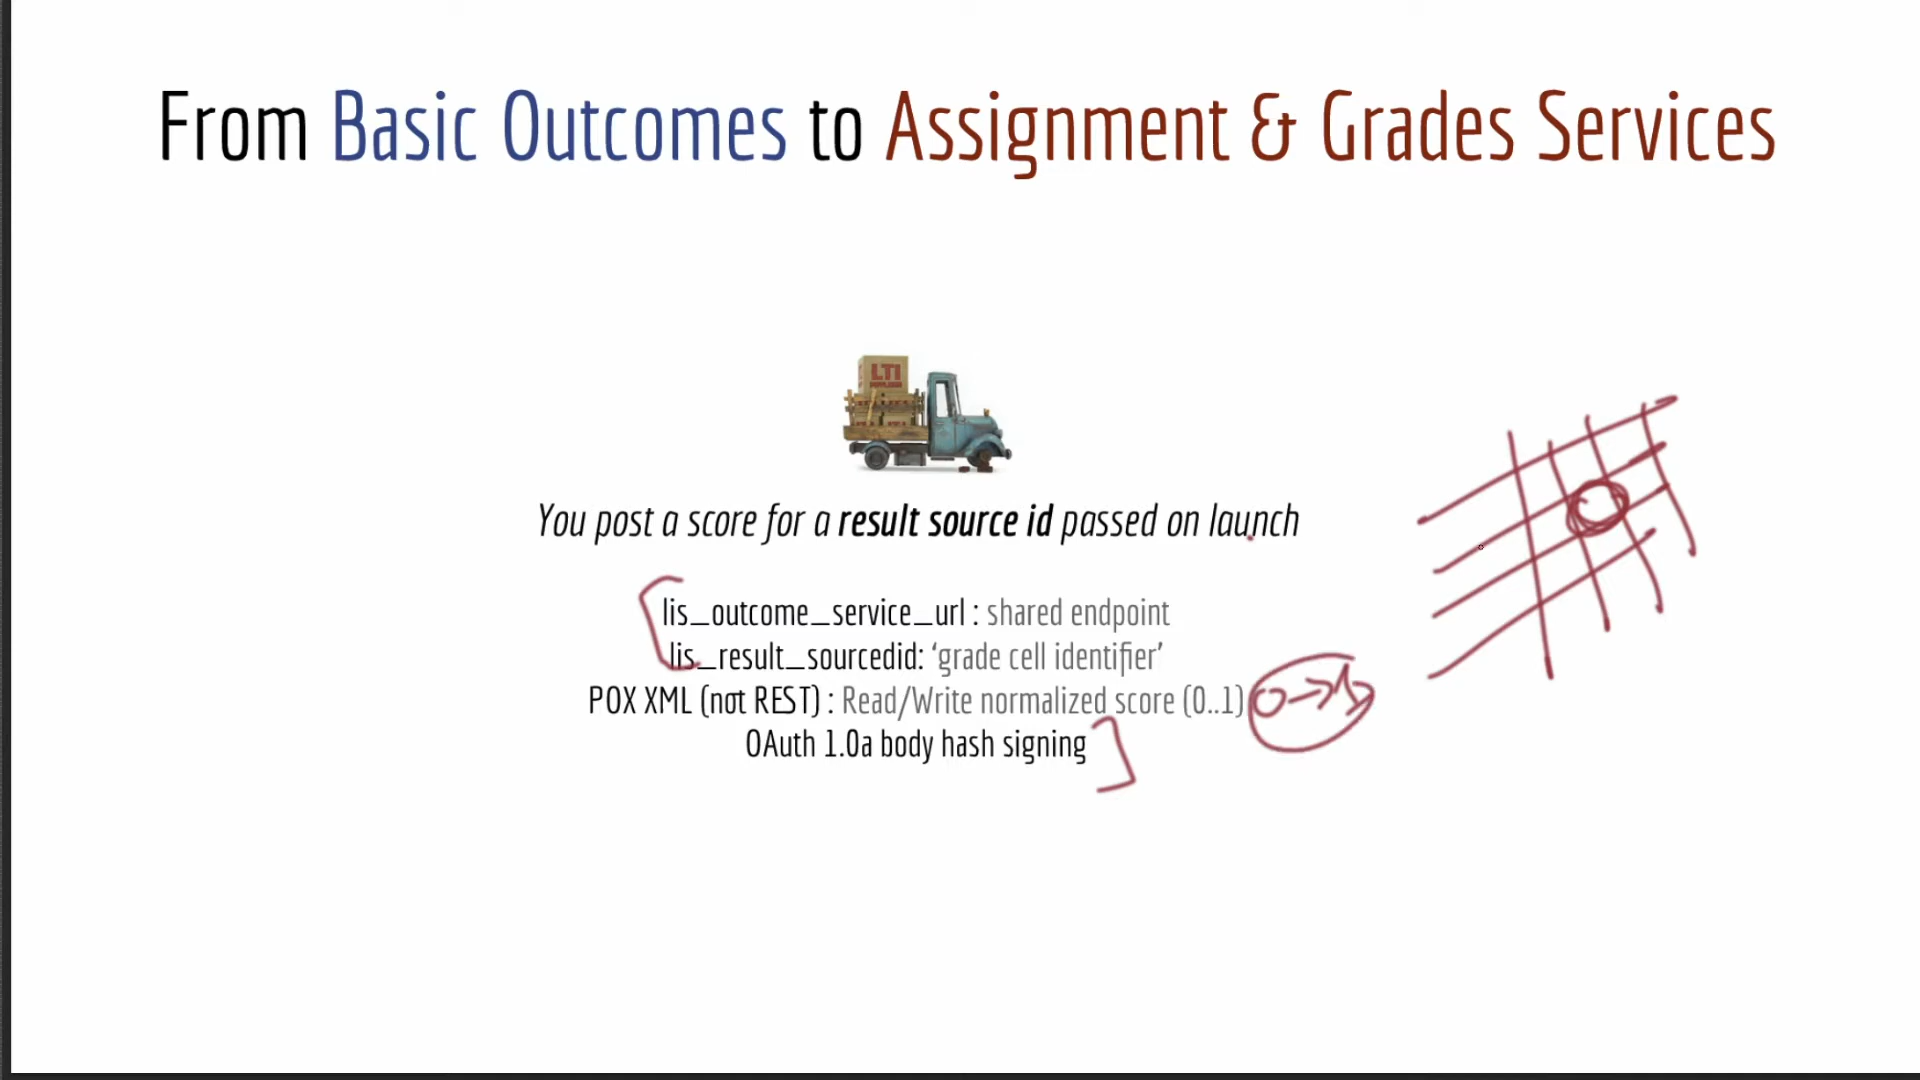 From Basic Outcomes to Assignment & Grades Services
LTI
You post a score for a result source id passed on launch
lis_outcome_service_url : shared endpoint
lis_result_sourcedid: ‘grade cell identifier’
POX XML (not REST) : Read/Write normalized score (0..1) 0→1
OAuth 1.0a body hash signing